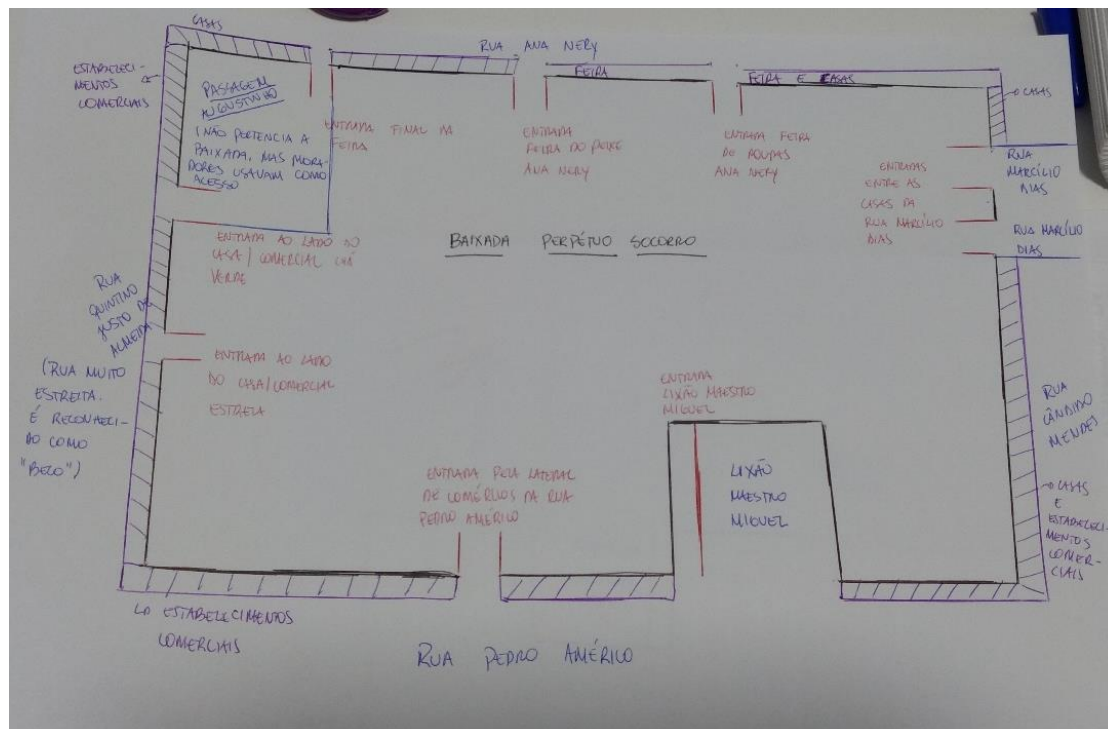 CASAS
RUA ANA NERY
FEIRA
FEIRA E CASAS
ESTABELECI-
MENTOS
COMERCIAIS
PASSAGEM
AUGUSTINHO
(NÃO PERTENCIA A
BAIXADA, MAS MORA-
DORES USAVAM COMO
ACESSO
ENTRADA FINAL DA
FEIRA
ENTRADA
FEIRA DO PEIXE
ANA NERY
ENTRADA FEIRA
DE ROUPAS
ANA NERY
CASAS
RUA
MARCÍLIO
DIAS
ENTRADAS
ENTRE AS
CASAS DA
RUA MARCÍLIO
DIAS
RUA MARCÍLIO
DIAS
BAIXADA PERPÉTUO SOCORRO
ENTRADA AO LADO DO
CASA/COMERCIAL CHÁ
VERDE
RUA
QUINTINO
JUSTO DE
ALMEIDA
(RUA MUITO
ESTREITA.
É RECONHECI-
DO COMO
"BECO")
ENTRADA AO LADO
DO CASA/COMERCIAL
ESTRELA
ENTRADA
LIXÃO MAESTRO
MIGUEL
RUA
CÂNDIDO
MENDES
ENTRADA PELA LATERAL
DE COMÉRCIOS DA RUA
PEDRO AMÉRICO
LIXÃO
MAESTRO
MIGUEL
CASAS
E
ESTABELECI-
MENTOS
COMER-
CIAIS
ESTABELECIMENTOS
COMERCIAIS
RUA PEDRO AMÉRICO